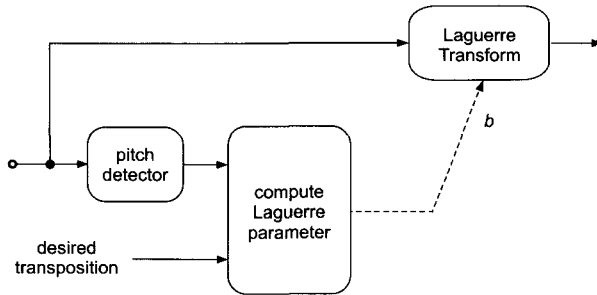 Laguerre
Transform
b
pitch
detector
compute
Laguerre
parameter
desired
transposition